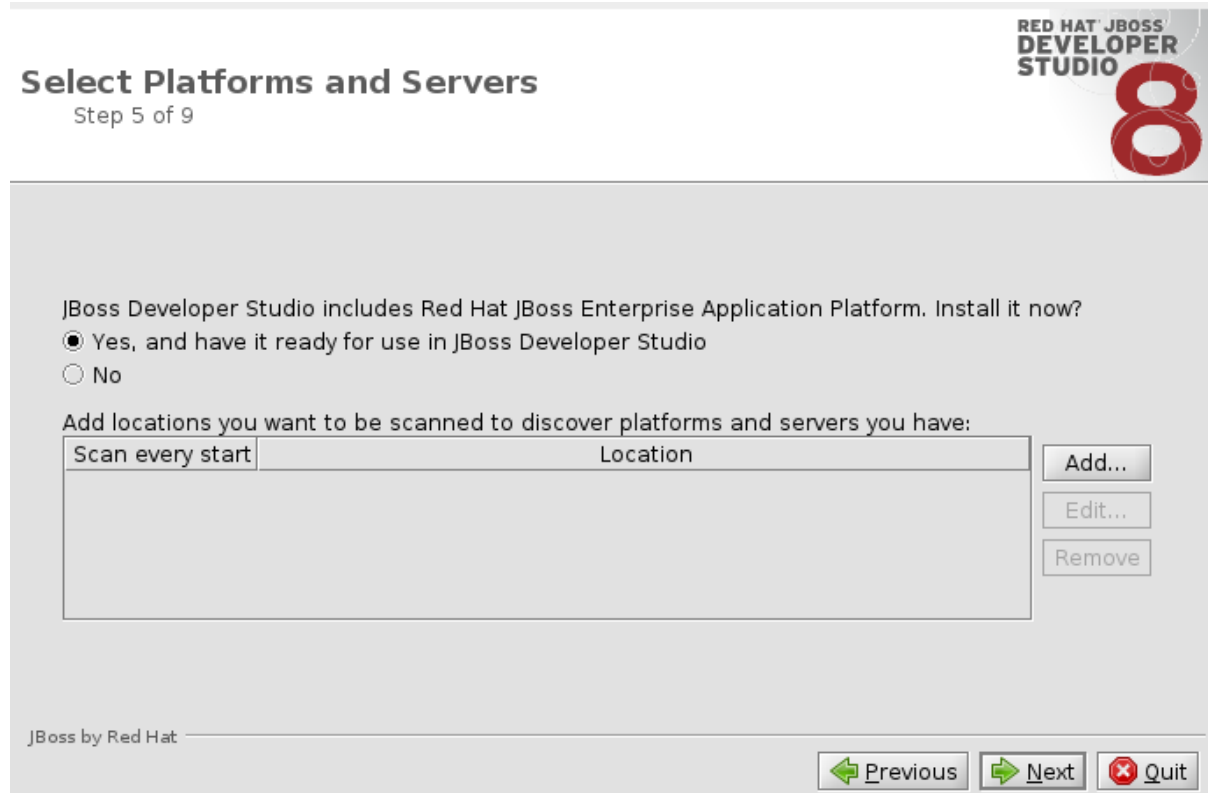 RED HAT JBOSS
DEVELOPER
STUDIO
8
Select Platforms and Servers
Step 5 of 9
JBoss Developer Studio includes Red Hat JBoss Enterprise Application Platform. Install it now?
Yes, and have it ready for use in JBoss Developer Studio
No
Add locations you want to be scanned to discover platforms and servers you have:
Scan every start Location
Add...
Edit...
Remove
JBoss by Red Hat
Previous Next Quit